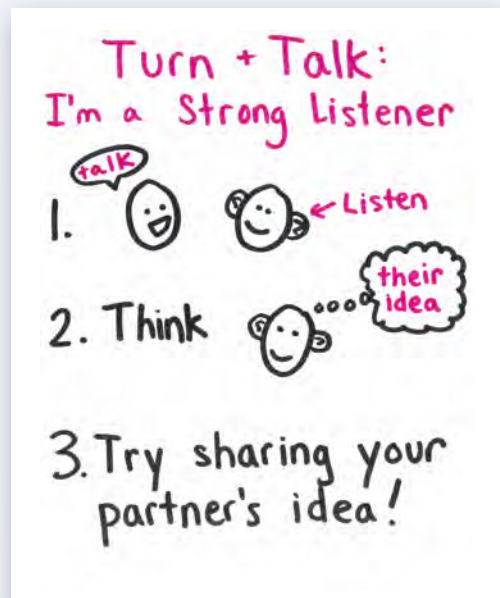 Turn + Talk:
I'm a Strong Listener
talk
1.
Listen
their
idea
2. Think
3. Try sharing your
partner's idea!